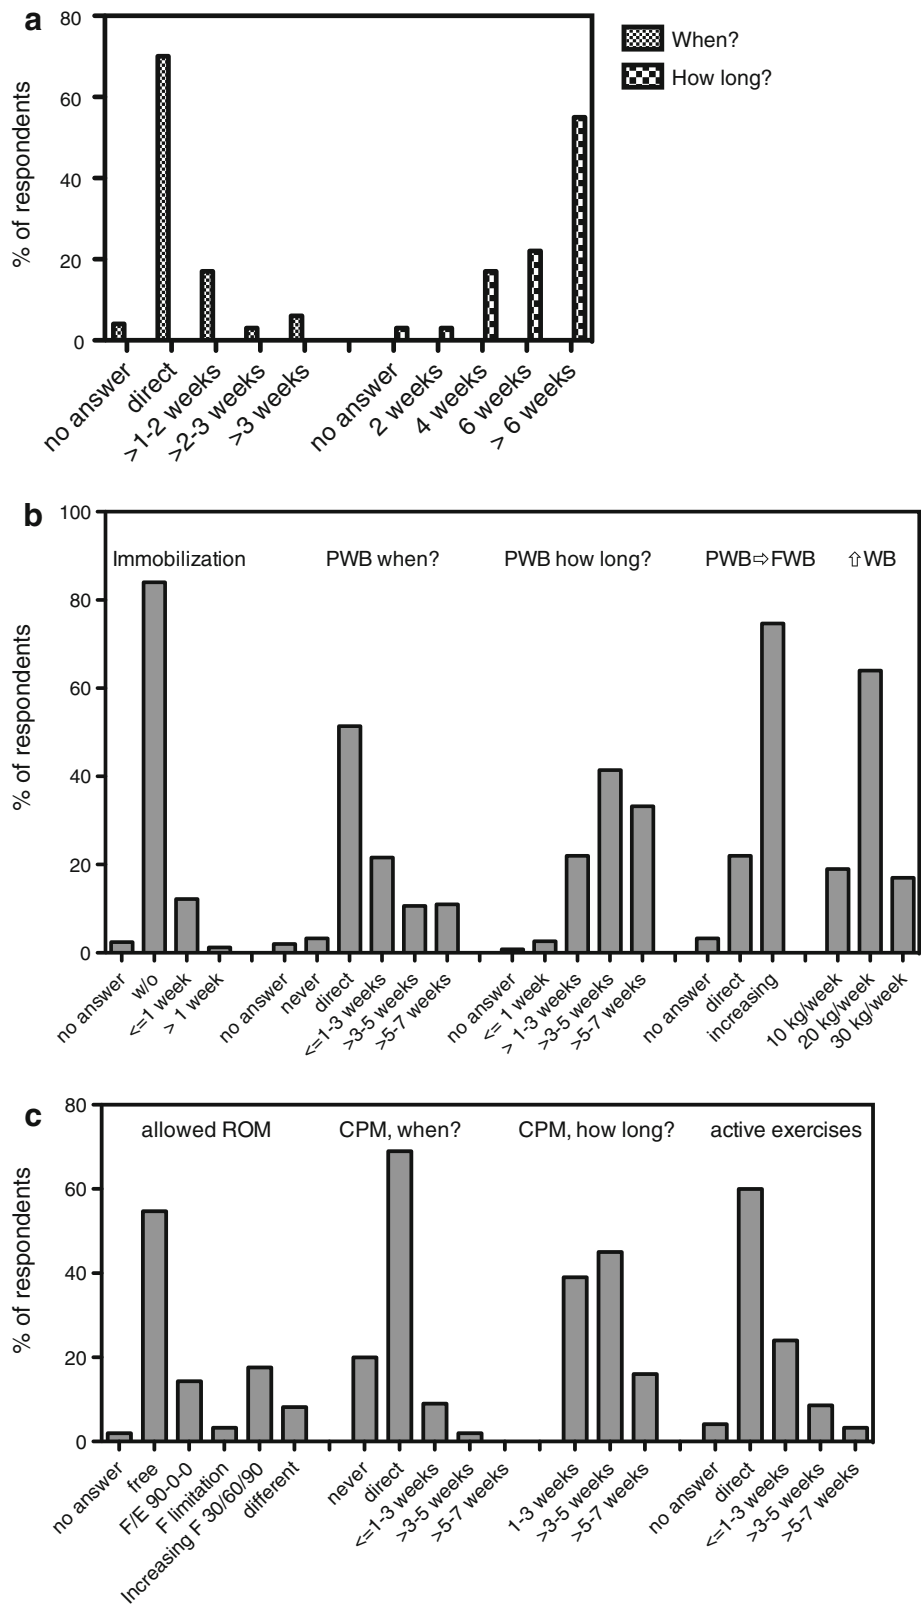 a
80
60
40
20
0
% of respondents
When?
How long?
no answer
direct
>1-2 weeks
>2-3 weeks
>3 weeks
no answer
2 weeks
4 weeks
6 weeks
> 6 weeks
b
100
80
60
40
20
0
% of respondents
Immobilization PWB when? PWB how long? PWB⇨FWB ⇧WB
no answer
w/o
<=1 week
> 1 week
no answer
never
direct
<=1-3 weeks
>3-5 weeks
>5-7 weeks
no answer
<= 1 week
> 1-3 weeks
>3-5 weeks
>5-7 weeks
no answer
direct
increasing
10 kg/week
20 kg/week
30 kg/week
c
80
60
40
20
0
% of respondents
allowed ROM CPM, when? CPM, how long? active exercises
no answer
free
F/E 90-0-0
F limitation
Increasing F 30/60/90
different
never
direct
<=1-3 weeks
>3-5 weeks
>5-7 weeks
1-3 weeks
>3-5 weeks
>5-7 weeks
no answer
direct
<=1-3 weeks
>3-5 weeks
>5-7 weeks